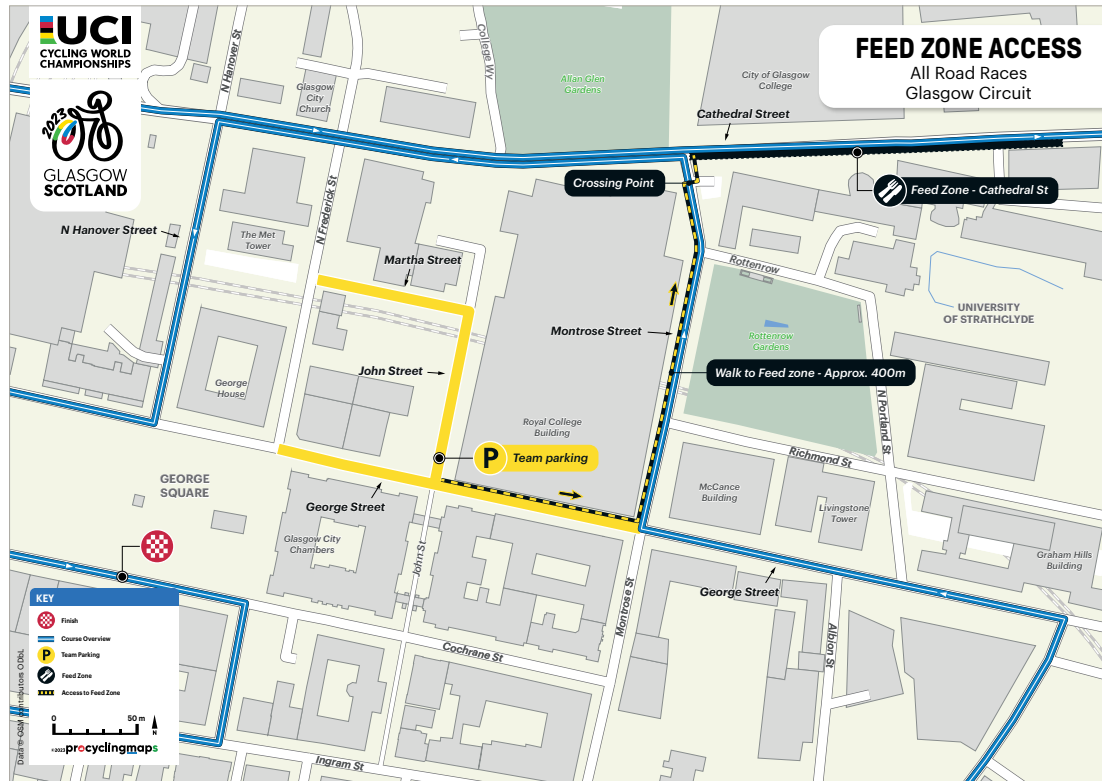 UCI
CYCLING WORLD
CHAMPIONSHIPS
2023
GLASGOW
SCOTLAND
FEED ZONE ACCESS
All Road Races
Glasgow Circuit
N Hanover St
College Wy
Allan Glen
Gardens
City of Glasgow
College
Glasgow
City
Church
Cathedral Street
Crossing Point
Feed Zone - Cathedral St
N Frederick St
N Hanover Street
The Met
Tower
Martha Street
Rottenrow
UNIVERSITY
OF STRATHCLYDE
Montrose Street
Rottenrow
Gardens
John Street
Walk to Feed zone - Approx. 400m
George
House
N Portland St
Royal College
Building
P Team parking
Richmond St
GEORGE
SQUARE
George Street
McCance
Building
Livingstone
Tower
Glasgow City
Chambers
John St
Graham Hills
Building
George Street
Montrose St
Albion St
Cochrane St
Ingram St
KEY
Finish
Course Overview
P Team Parking
Feed Zone
Access to Feed Zone
0 50 m
N
©2023 procyclingmaps
Data © OSM contributors ODbL